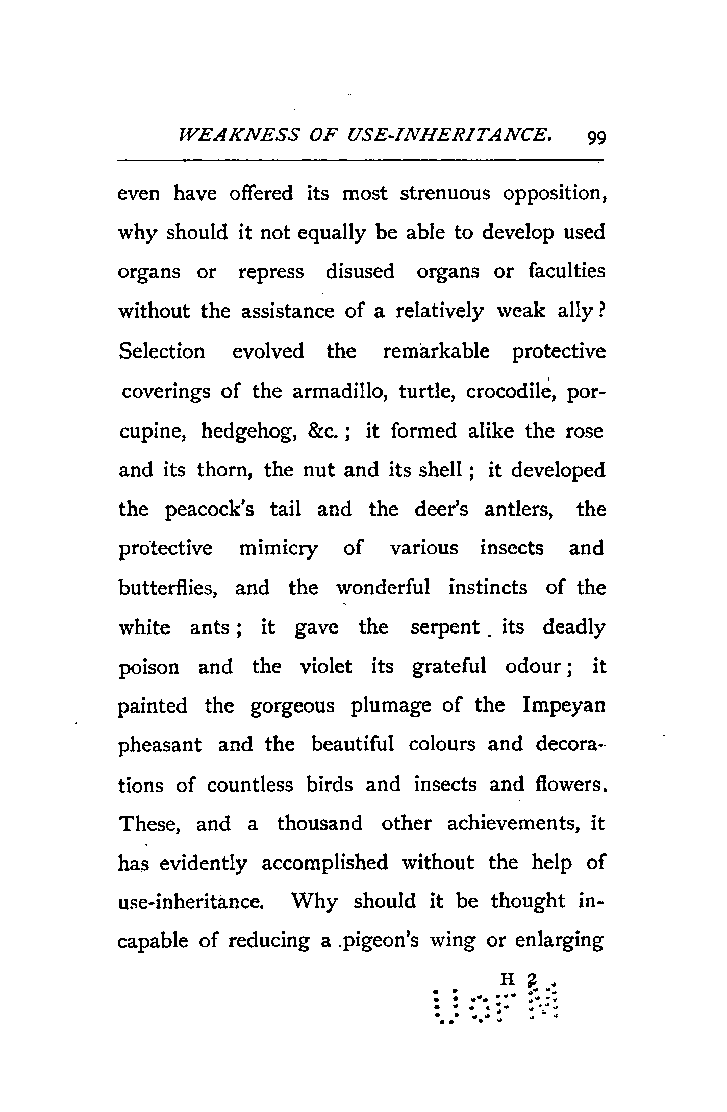 WEAKNESS OF USE-INHERITANCE. 99
even have offered its most strenuous opposition,
why should it not equally be able to develop used
organs or repress disused organs or faculties
without the assistance of a relatively weak ally?
Selection evolved the remarkable protective
coverings of the armadillo, turtle, crocodile, por-
cupine, hedgehog, &c.; it formed alike the rose
and its thorn, the nut and its shell; it developed
the peacock's tail and the deer's antlers, the
protective mimicry of various insects and
butterflies, and the wonderful instincts of the
white ants; it gave the serpent its deadly
poison and the violet its grateful odour; it
painted the gorgeous plumage of the Impeyan
pheasant and the beautiful colours and decora-
tions of countless birds and insects and flowers.
These, and a thousand other achievements, it
has evidently accomplished without the help of
use-inheritance. Why should it be thought in-
capable of reducing a pigeon's wing or enlarging
H 2
U OF M